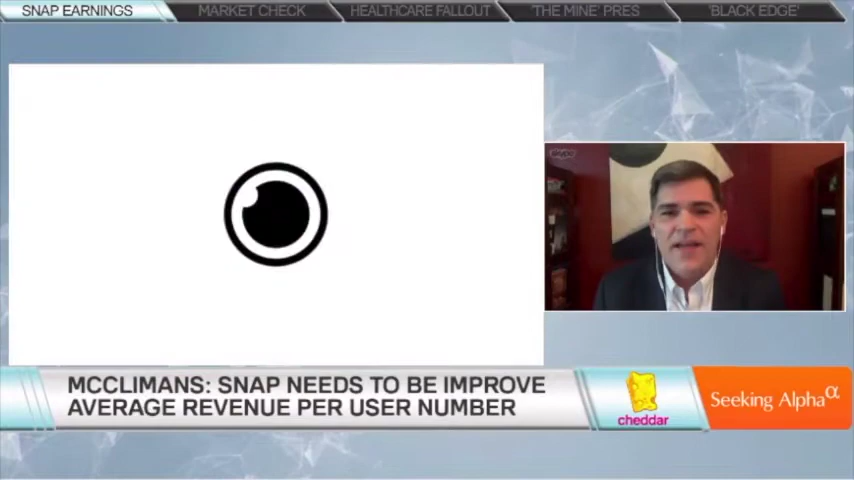 SNAP EARNINGS
MARKET CHECK
HEALTHCARE FALLOUT
'THE MINE' PRES
'BLACK EDGE'
skype
MCCLIMANS: SNAP NEEDS TO BE IMPROVE
AVERAGE REVENUE PER USER NUMBER
cheddar
Seeking Alpha α